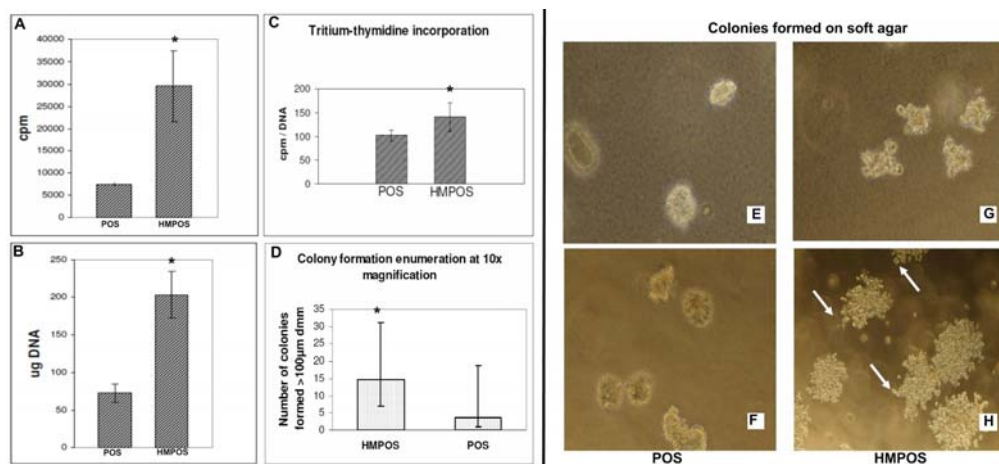 A
40000
35000
30000
25000
20000
15000
10000
5000
0
cpm
*
POS
HMPOS
B
250
200
150
100
50
0
ug DNA
*
POS
HMPOS
C
Tritium-thymidine incorporation
200
150
100
50
0
cpm / DNA
*
POS
HMPOS
D
Colony formation enumeration at 10x
magnification
Number of colonies
formed >100µm dmm
35
30
25
20
15
10
5
0
*
HMPOS
POS
Colonies formed on soft agar
E
G
F
H
POS
HMPOS